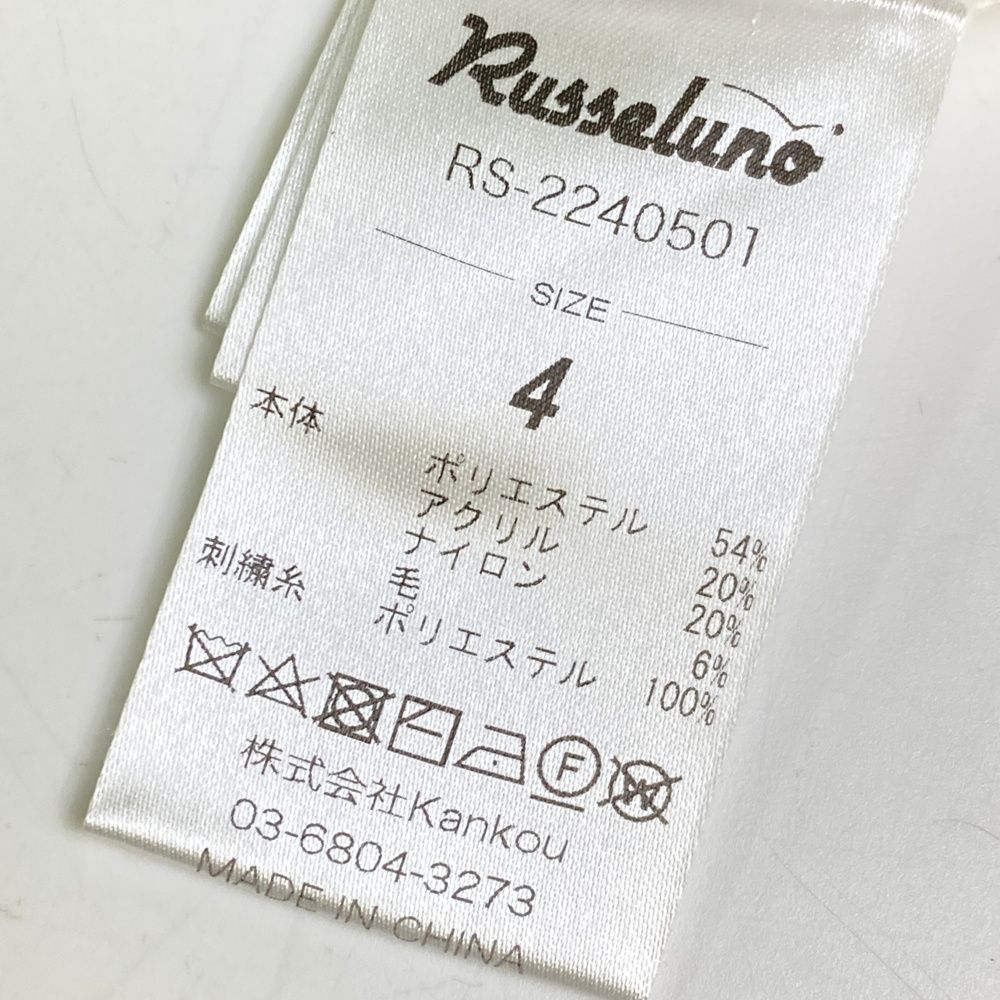 Russeluno
RS-2240501
SIZE
4
本体
ポリエステル 54%
アクリル 20%
ナイロン 20%
毛 6%
刺繍糸 ポリエステル 100%
F
W
株式会社Kankou
03-6804-3273
MADE IN CHINA